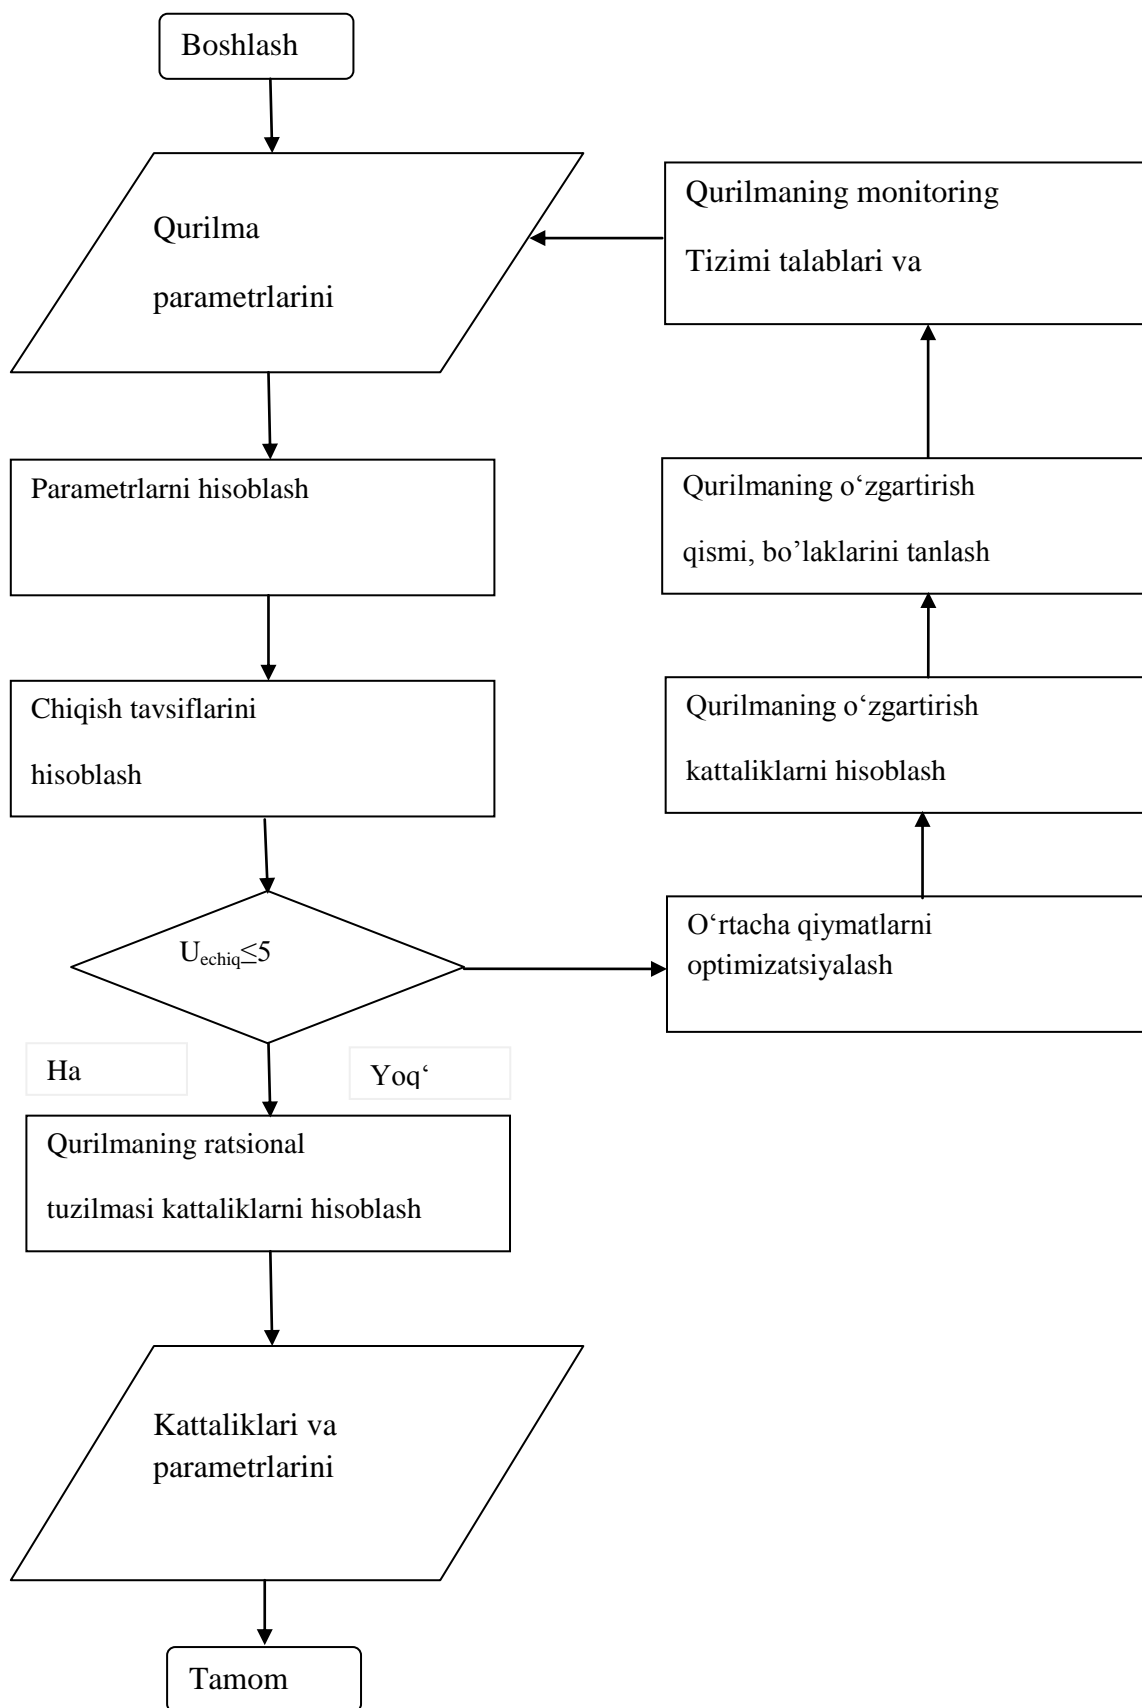 Boshlash
Qurilma
parametrlarini
Parametrlarni hisoblash
Chiqish tavsiflarini
hisoblash
Uechiq≤5
Ha
Yoq‘
Qurilmaning ratsional
tuzilmasi kattaliklarni hisoblash
Kattaliklari va
parametrlarini
Tamom
Qurilmaning monitoring
Tizimi talablari va
Qurilmaning o‘zgartirish
qismi, bo’laklarini tanlash
Qurilmaning o‘zgartirish
kattaliklarni hisoblash
O‘rtacha qiymatlarni
optimizatsiyalash